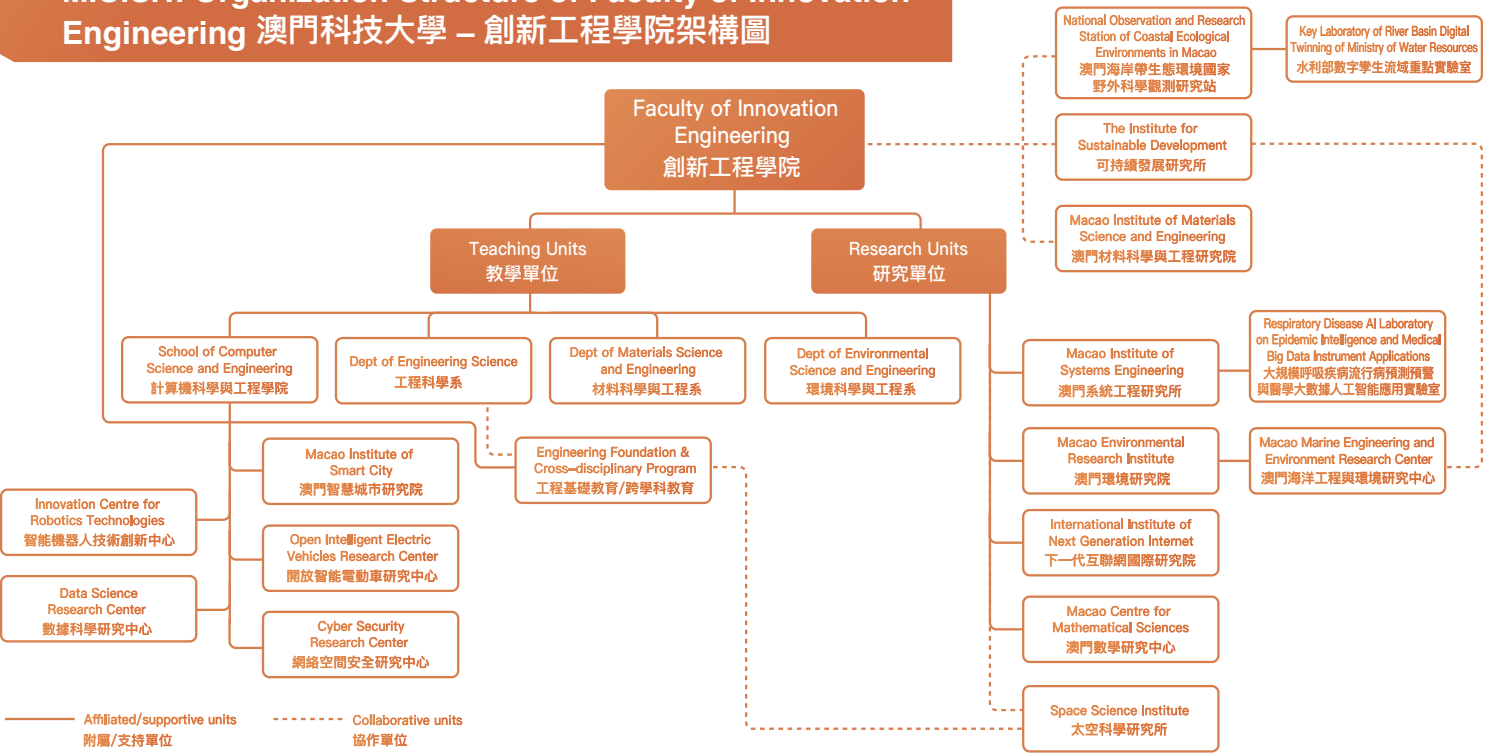 Engineering 澳門科技大學 – 創新工程學院架構圖
National Observation and Research
Station of Coastal Ecological
Environments in Macao
澳門海岸帶生態環境國家
野外科學觀測研究站
Key Laboratory of River Basin Digital
Twinning of Ministry of Water Resources
水利部數字孿生流域重點實驗室
Faculty of Innovation
Engineering
創新工程學院
The Institute for
Sustainable Development
可持續發展研究所
Macao Institute of Materials
Science and Engineering
澳門材料科學與工程研究院
Teaching Units
教學單位
Research Units
研究單位
School of Computer
Science and Engineering
計算機科學與工程學院
Dept of Engineering Science
工程科學系
Dept of Materials Science
and Engineering
材料科學與工程系
Dept of Environmental
Science and Engineering
環境科學與工程系
Macao Institute of
Systems Engineering
澳門系統工程研究所
Respiratory Disease AI Laboratory
on Epidemic Intelligence and Medical
Big Data Instrument Applications
大規模呼吸疾病流行病預測預警
與醫學大數據人工智能應用實驗室
Macao Institute of
Smart City
澳門智慧城市研究院
Engineering Foundation &
Cross–disciplinary Program
工程基礎教育/跨學科教育
Macao Environmental
Research Institute
澳門環境研究院
Macao Marine Engineering and
Environment Research Center
澳門海洋工程與環境研究中心
Innovation Centre for
Robotics Technologies
智能機器人技術創新中心
Open Intelligent Electric
Vehicles Research Center
開放智能電動車研究中心
International Institute of
Next Generation Internet
下一代互聯網國際研究院
Data Science
Research Center
數據科學研究中心
Cyber Security
Research Center
網絡空間安全研究中心
Macao Centre for
Mathematical Sciences
澳門數學研究中心
Space Science Institute
太空科學研究所
Affiliated/supportive units
附屬/支持單位
Collaborative units
協作單位